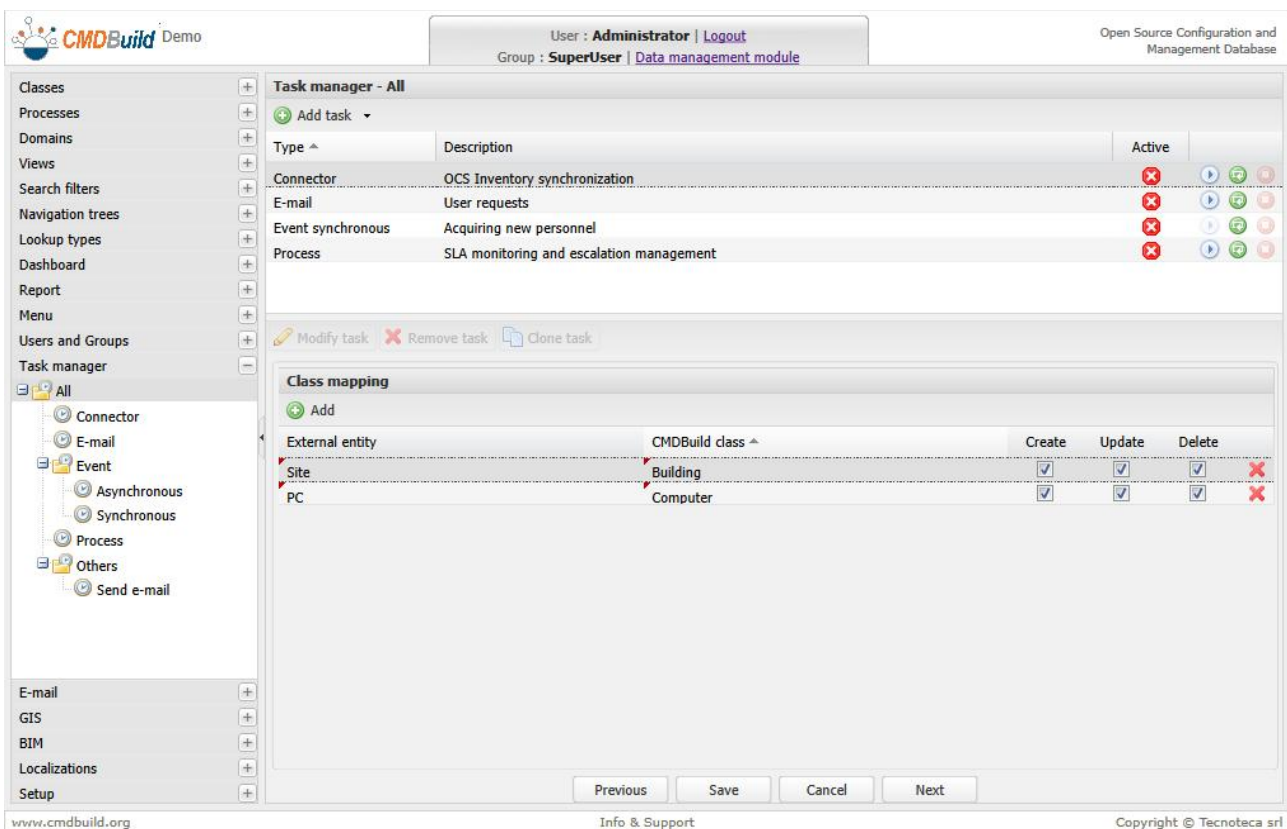 CMDBuild Demo
User : Administrator | Logout
Group : SuperUser | Data management module
Open Source Configuration and
Management Database
Classes
Processes
Domains
Views
Search filters
Navigation trees
Lookup types
Dashboard
Report
Menu
Users and Groups
Task manager
All
Connector
E-mail
Event
Asynchronous
Synchronous
Process
Others
Send e-mail
E-mail
GIS
BIM
Localizations
Setup
Task manager - All
Add task
Type Description Active
Connector OCS Inventory synchronization
E-mail User requests
Event synchronous Acquiring new personnel
Process SLA monitoring and escalation management
Modify task Remove task Clone task
Class mapping
Add
External entity CMDBuild class Create Update Delete
Site Building
PC Computer
Previous Save Cancel Next
www.cmdbuild.org Info & Support Copyright © Tecnoteca srl